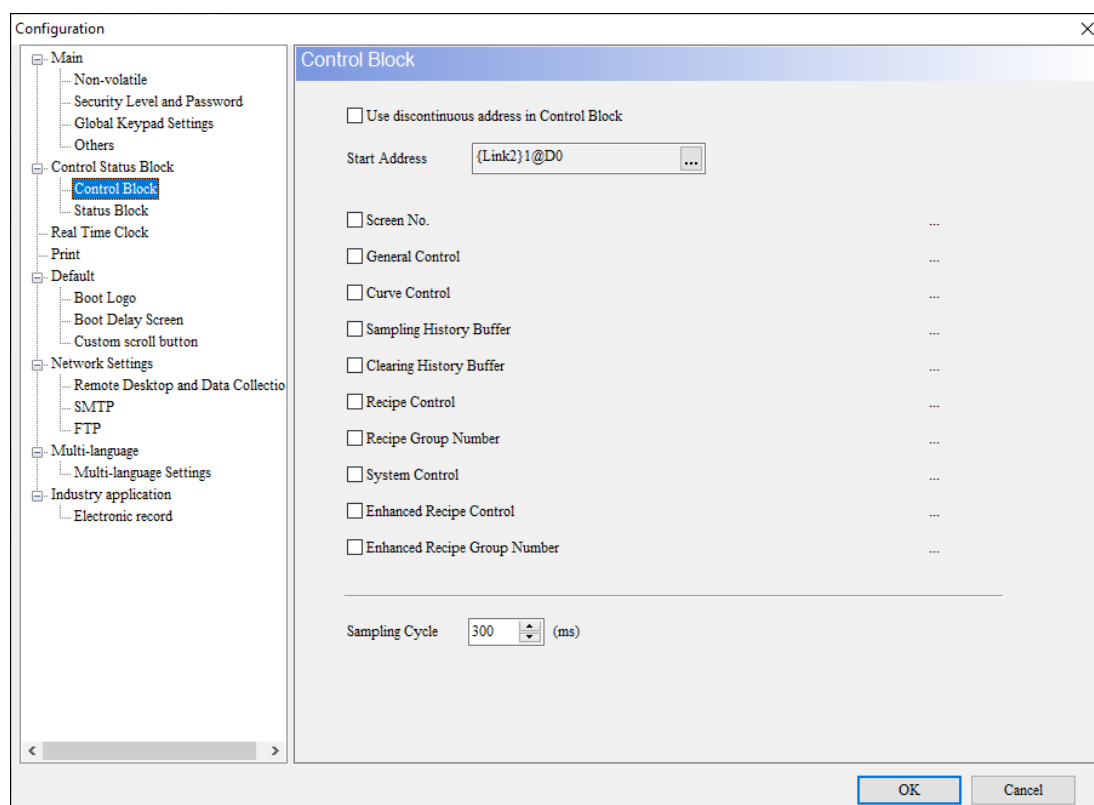 Configuration
Main
Non-volatile
Security Level and Password
Global Keypad Settings
Others
Control Status Block
Control Block
Status Block
Real Time Clock
Print
Default
Boot Logo
Boot Delay Screen
Custom scroll button
Network Settings
Remote Desktop and Data Collectio
SMTP
FTP
Multi-language
Multi-language Settings
Industry application
Electronic record
Control Block
Use discontinuous address in Control Block
Start Address {Link2}1@D0 ...
Screen No. ...
General Control ...
Curve Control ...
Sampling History Buffer ...
Clearing History Buffer ...
Recipe Control ...
Recipe Group Number ...
System Control ...
Enhanced Recipe Control ...
Enhanced Recipe Group Number ...
Sampling Cycle 300 (ms)
OK Cancel